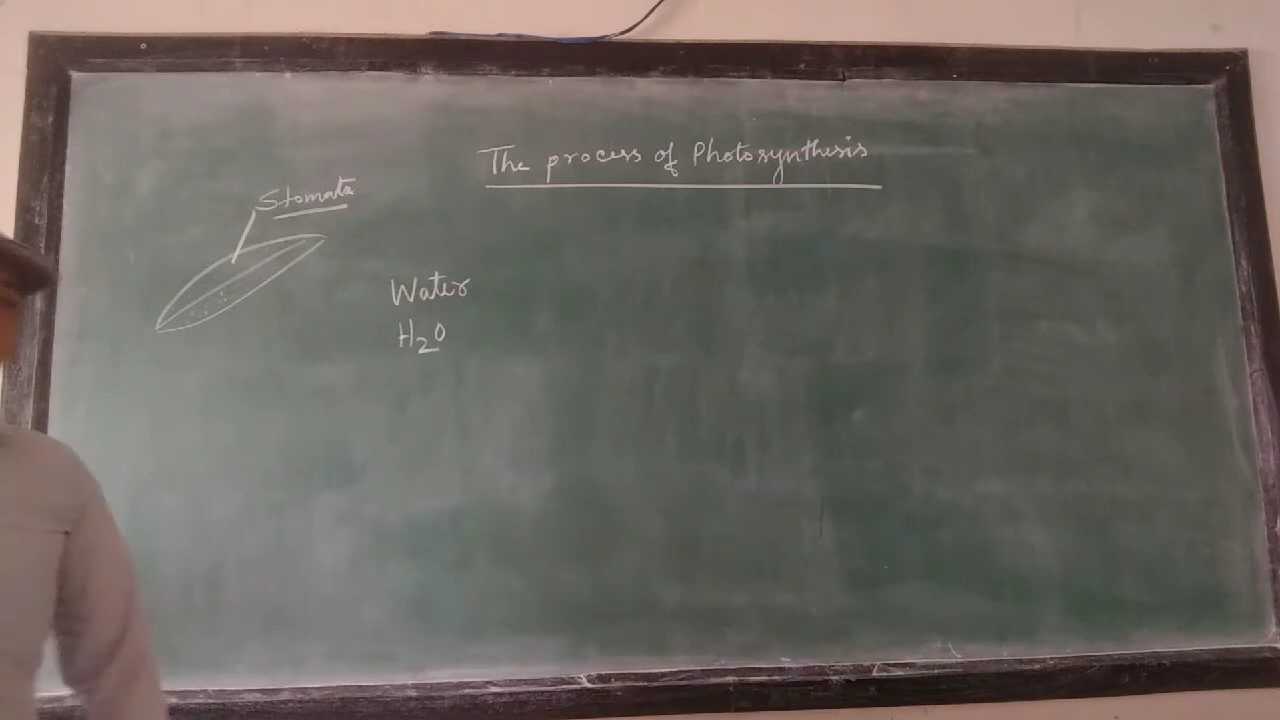 The process of Photosynthesis
Stomata
Water
H₂O